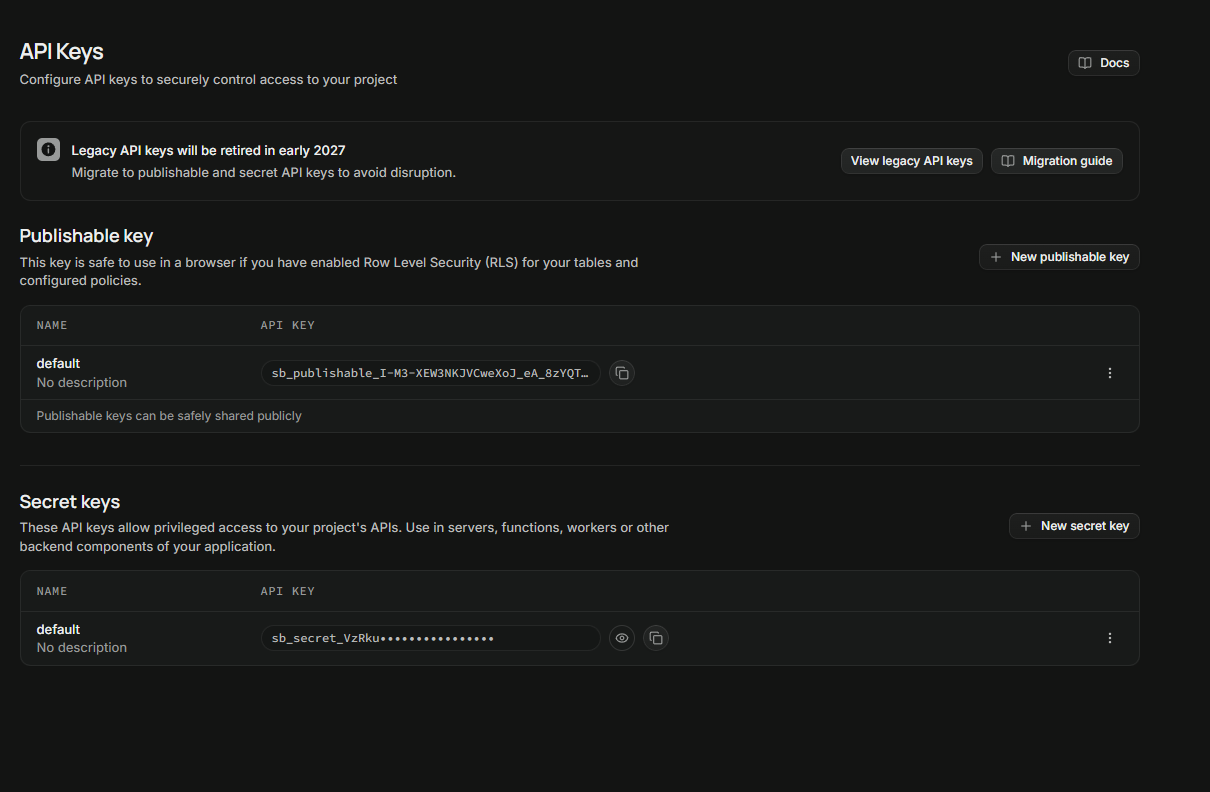 API Keys
Configure API keys to securely control access to your project
Docs
Legacy API keys will be retired in early 2027
Migrate to publishable and secret API keys to avoid disruption.
View legacy API keys
Migration guide
Publishable key
This key is safe to use in a browser if you have enabled Row Level Security (RLS) for your tables and
configured policies.
New publishable key
NAME API KEY
default
No description
sb_publishable_I-M3-XEW3NKJVCweXoJ_eA_8zYQT…
Publishable keys can be safely shared publicly
Secret keys
These API keys allow privileged access to your project's APIs. Use in servers, functions, workers or other
backend components of your application.
New secret key
NAME API KEY
default
No description
sb_secret_VzRku•••••••••••••••